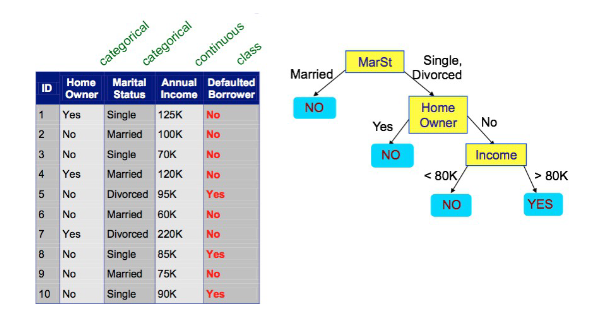 categorical
categorical
continuous
class
ID Home Owner Marital Status Annual Income Defaulted Borrower
1 Yes Single 125K No
2 No Married 100K No
3 No Single 70K No
4 Yes Married 120K No
5 No Divorced 95K Yes
6 No Married 60K No
7 Yes Divorced 220K No
8 No Single 85K Yes
9 No Married 75K No
10 No Single 90K Yes
MarSt
Married
Single,
Divorced
NO
Home
Owner
Yes
No
NO
Income
< 80K
> 80K
NO
YES